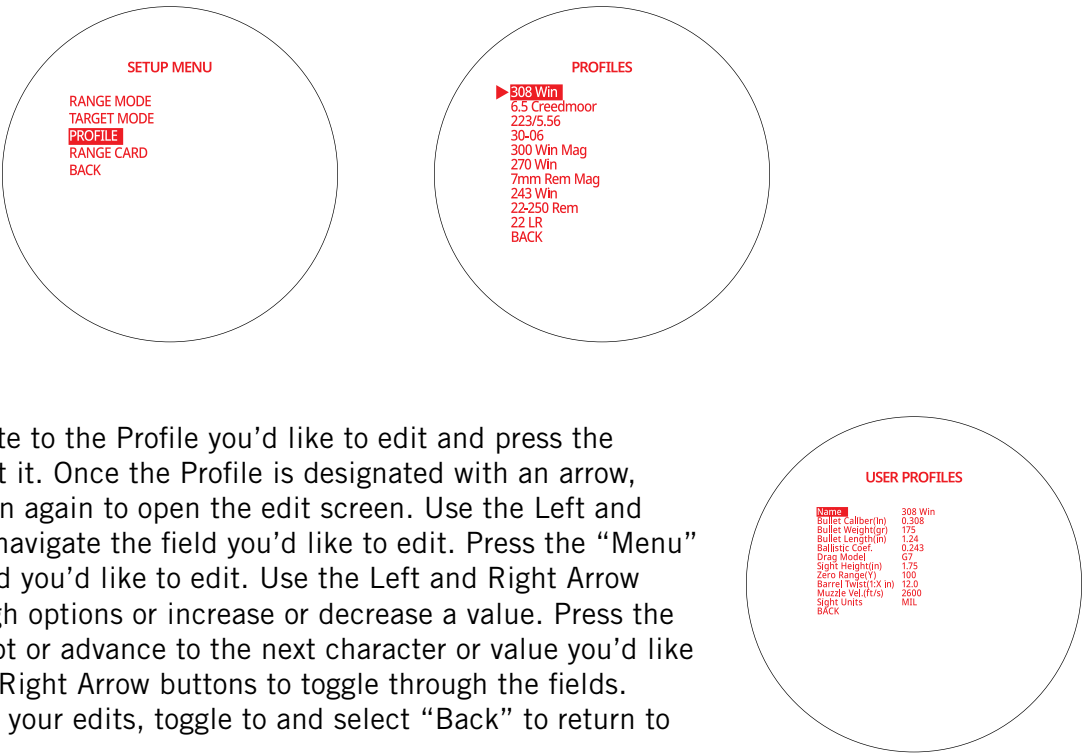 SETUP MENU
RANGE MODE
TARGET MODE
PROFILE
RANGE CARD
BACK
PROFILES
308 Win
6.5 Creedmoor
223/5.56
30-06
300 Win Mag
270 Win
7mm Rem Mag
243 Win
22-250 Rem
22 LR
BACK
te to the Profile you’d like to edit and press the
t it. Once the Profile is designated with an arrow,
n again to open the edit screen. Use the Left and
navigate the field you’d like to edit. Press the “Menu”
d you’d like to edit. Use the Left and Right Arrow
gh options or increase or decrease a value. Press the
ot or advance to the next character or value you’d like
Right Arrow buttons to toggle through the fields.
your edits, toggle to and select “Back” to return to
USER PROFILES
Name 308 Win
Bullet Caliber(In) 0.308
Bullet Weight(gr) 175
Bullet Length(in) 1.24
Ballistic Coef. 0.243
Drag Model G7
Sight Height(in) 1.75
Zero Range(Y) 100
Barrel Twist(1:X in) 12.0
Muzzle Vel.(ft/s) 2600
Sight Units MIL
BACK